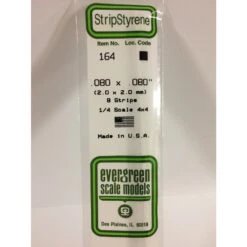 StripStyrene
Item No. Loc. Code
164
.080 x .080"
(2.0 x 2.0 mm)
8 Strips
1/4 Scale 4x4
Made in U.S.A.
evergreen
scale models
Des Plaines, IL 60018